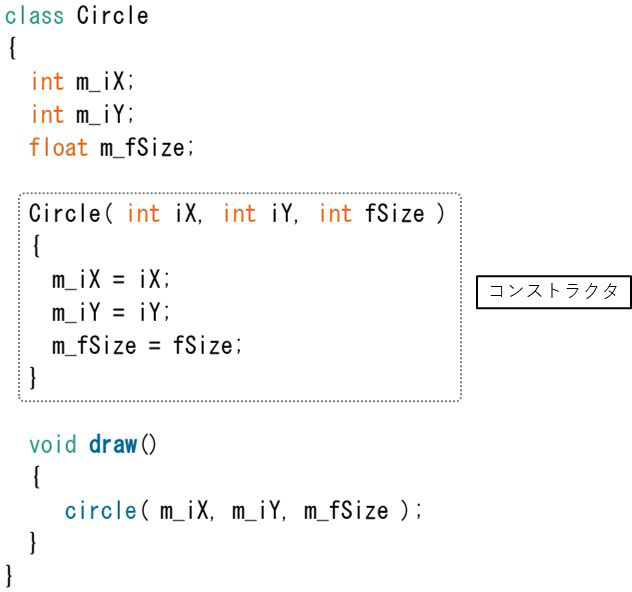 class Circle
{
int m_iX;
int m_iY;
float m_fSize;
Circle( int iX, int iY, int fSize )
{
m_iX = iX;
m_iY = iY;
m_fSize = fSize;
}
コンストラクタ
void draw()
{
circle( m_iX, m_iY, m_fSize );
}
}